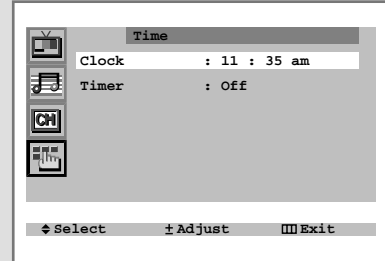 Time
Clock : 11 : 35 am
Timer : Off
CH
Select ± Adjust Exit